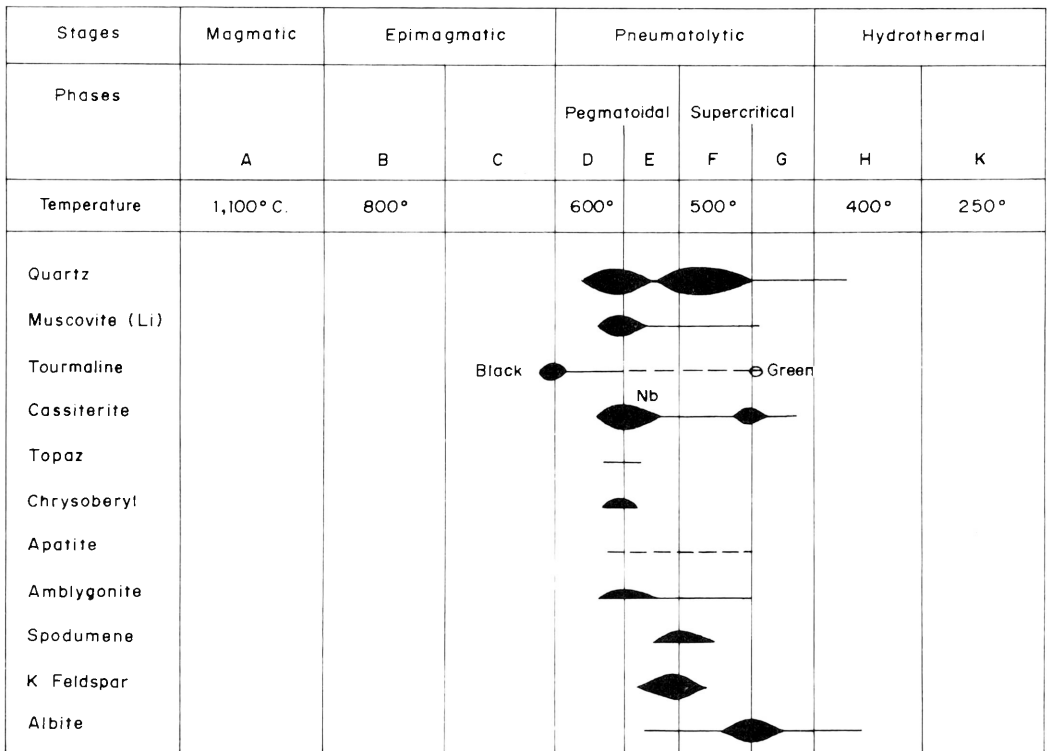 Stages Magmatic Epimagmatic Pneumatolytic Hydrothermal
Phases
Pegmatoidal Supercritical
A B C D E F G H K
Temperature 1,100° C. 800° 600° 500° 400° 250°
Quartz
Muscovite (Li)
Tourmaline Black Green
Nb
Cassiterite
Topaz
Chrysoberyl
Apatite
Amblygonite
Spodumene
K Feldspar
Albite